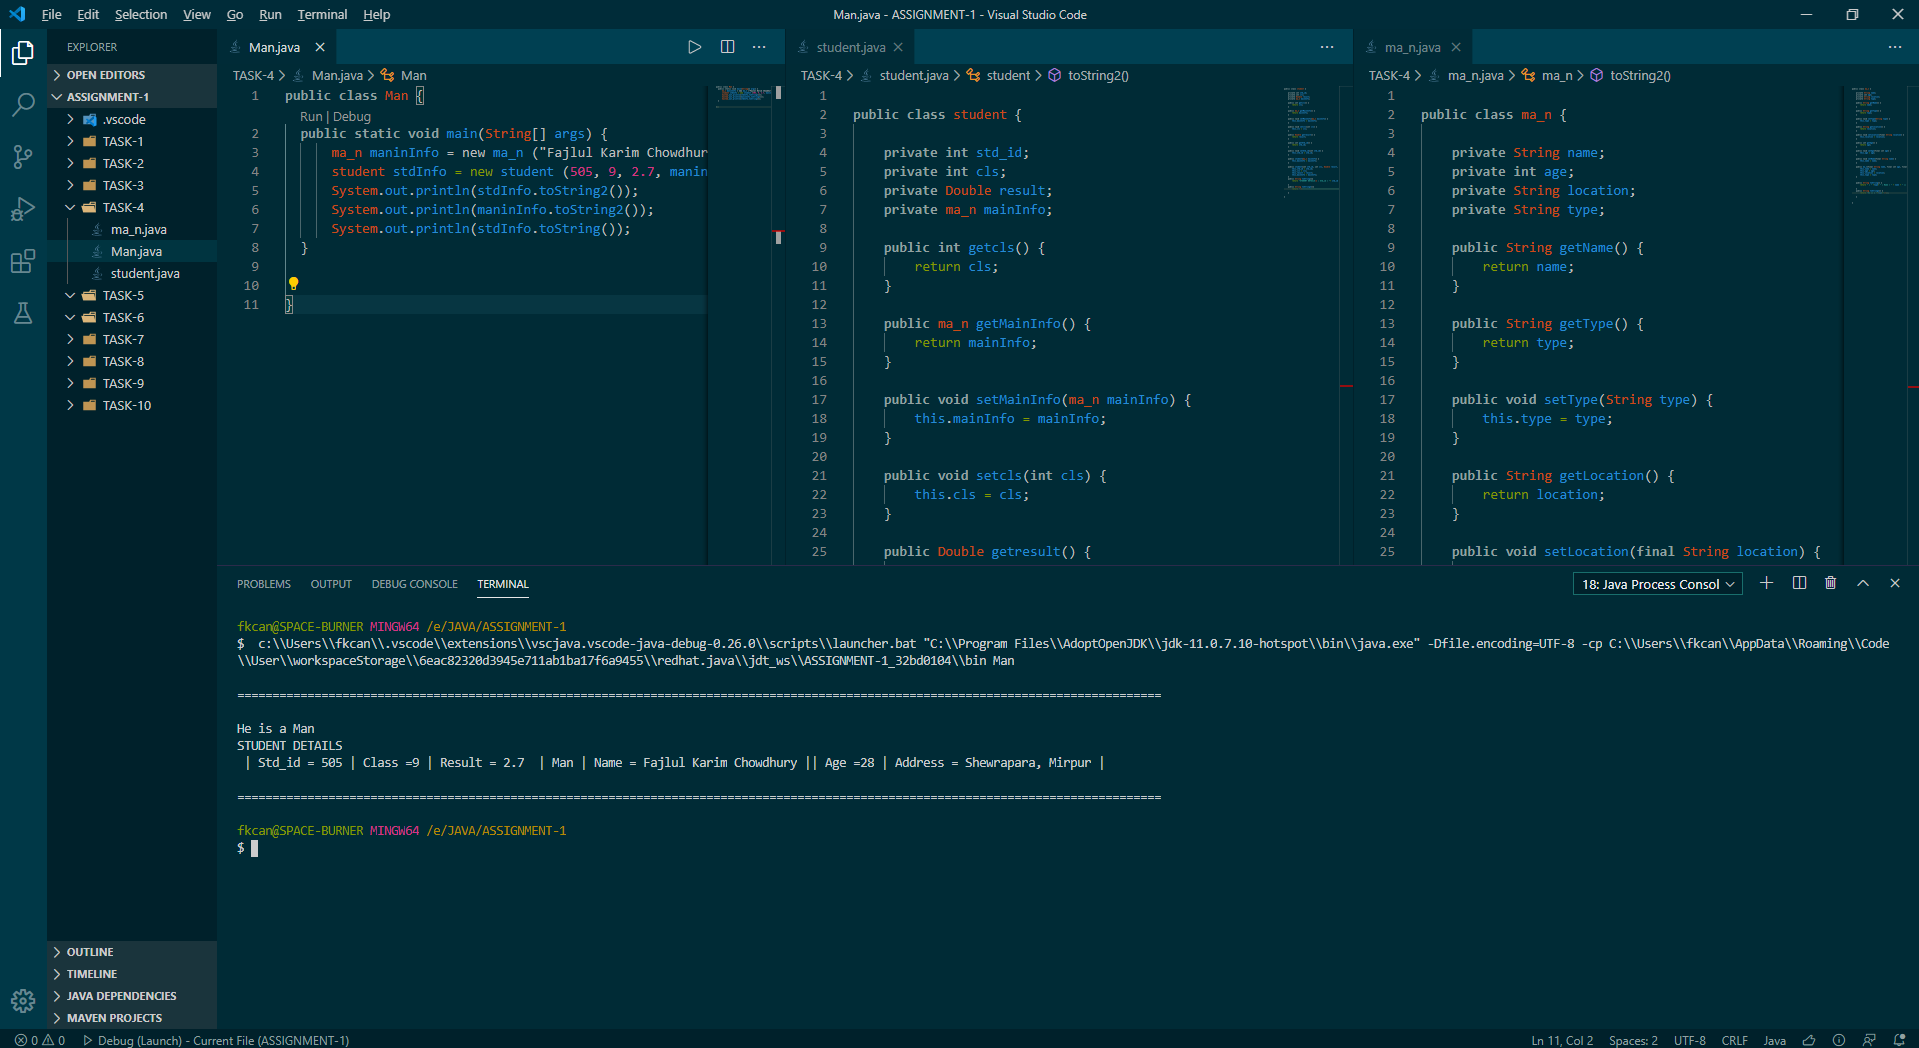 File Edit Selection View Go Run Terminal Help
Man.java - ASSIGNMENT-1 - Visual Studio Code
EXPLORER
OPEN EDITORS
ASSIGNMENT-1
.vscode
TASK-1
TASK-2
TASK-3
TASK-4
ma_n.java
Man.java
student.java
TASK-5
TASK-6
TASK-7
TASK-8
TASK-9
TASK-10
OUTLINE
TIMELINE
JAVA DEPENDENCIES
MAVEN PROJECTS
Man.java
TASK-4 > Man.java > Man
1 public class Man {
Run | Debug
2 public static void main(String[] args) {
3 ma_n maninInfo = new ma_n ("Fajlul Karim Chowdhur
4 student stdInfo = new student (505, 9, 2.7, manin
5 System.out.println(stdInfo.toString2());
6 System.out.println(maninInfo.toString2());
7 System.out.println(stdInfo.toString());
8 }
9
10
11 }
student.java
TASK-4 > student.java > student > toString2()
1
2 public class student {
3
4 private int std_id;
5 private int cls;
6 private Double result;
7 private ma_n mainInfo;
8
9 public int getcls() {
10 return cls;
11 }
12
13 public ma_n getMainInfo() {
14 return mainInfo;
15 }
16
17 public void setMainInfo(ma_n mainInfo) {
18 this.mainInfo = mainInfo;
19 }
20
21 public void setcls(int cls) {
22 this.cls = cls;
23 }
24
25 public Double getresult() {
ma_n.java
TASK-4 > ma_n.java > ma_n > toString2()
1
2 public class ma_n {
3
4 private String name;
5 private int age;
6 private String location;
7 private String type;
8
9 public String getName() {
10 return name;
11 }
12
13 public String getType() {
14 return type;
15 }
16
17 public void setType(String type) {
18 this.type = type;
19 }
20
21 public String getLocation() {
22 return location;
23 }
24
25 public void setLocation(final String location) {
PROBLEMS OUTPUT DEBUG CONSOLE TERMINAL
18: Java Process Consol
fkcan@SPACE-BURNER MINGW64 /e/JAVA/ASSIGNMENT-1
$ c:\\Users\\fkcan\\.vscode\\extensions\\vscjava.vscode-java-debug-0.26.0\\scripts\\launcher.bat "C:\\Program Files\\AdoptOpenJDK\\jdk-11.0.7.10-hotspot\\bin\\java.exe" -Dfile.encoding=UTF-8 -cp C:\\Users\\fkcan\\AppData\\Roaming\\Code
\\User\\workspaceStorage\\6eac82320d3945e711ab1ba17f6a9455\\redhat.java\\jdt_ws\\ASSIGNMENT-1_32bd0104\\bin Man
====================================================================================================================================
He is a Man
STUDENT DETAILS
| Std_id = 505 | Class =9 | Result = 2.7 | Man | Name = Fajlul Karim Chowdhury || Age =28 | Address = Shewrapara, Mirpur |
====================================================================================================================================
fkcan@SPACE-BURNER MINGW64 /e/JAVA/ASSIGNMENT-1
$
0 0 Debug (Launch) - Current File (ASSIGNMENT-1)
Ln 11, Col 2 Spaces: 2 UTF-8 CRLF Java